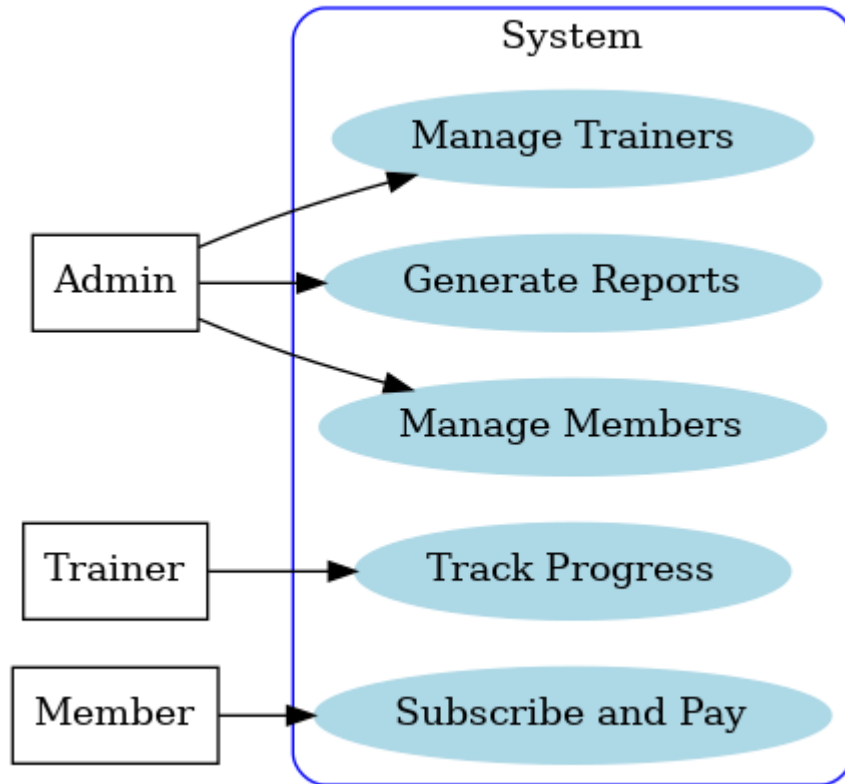 System
Manage Trainers
Admin
Generate Reports
Manage Members
Trainer
Track Progress
Member
Subscribe and Pay